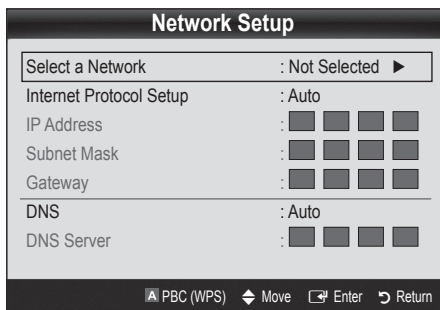 Network Setup
Select a Network : Not Selected ▶
Internet Protocol Setup : Auto
IP Address :
Subnet Mask :
Gateway :
DNS : Auto
DNS Server :
A PBC (WPS) Move Enter Return